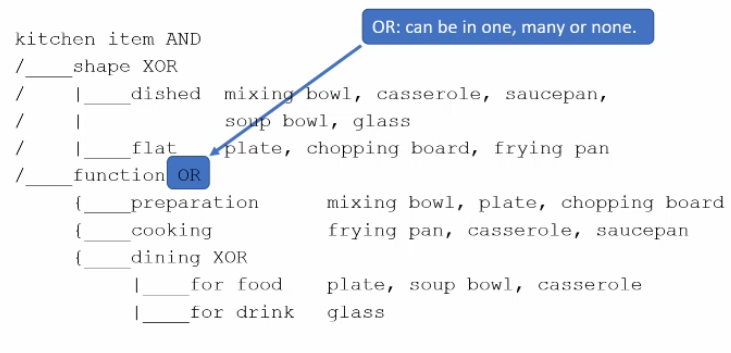 OR: can be in one, many or none.
kitchen item AND
/____shape XOR
/    |____dished  mixing bowl, casserole, saucepan,
/    |            soup bowl, glass
/    |____flat    plate, chopping board, frying pan
/____function OR
     {____preparation      mixing bowl, plate, chopping board
     {____cooking          frying pan, casserole, saucepan
     {____dining XOR
          |____for food    plate, soup bowl, casserole
          |____for drink   glass